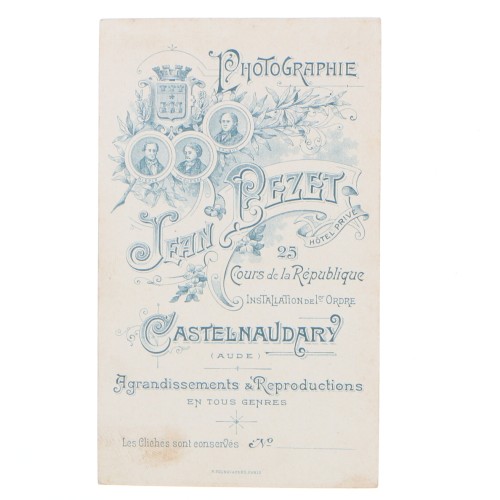 PHOTOGRAPHIE
JEAN PEZET
HÔTEL PRIVÉ
25
Cours de la République
INSTALLATION DE 1ER ORDRE
CASTELNAUDARY
(AUDE)
Agrandissements & Reproductions
EN TOUS GENRES
Les Clichés sont conservés No